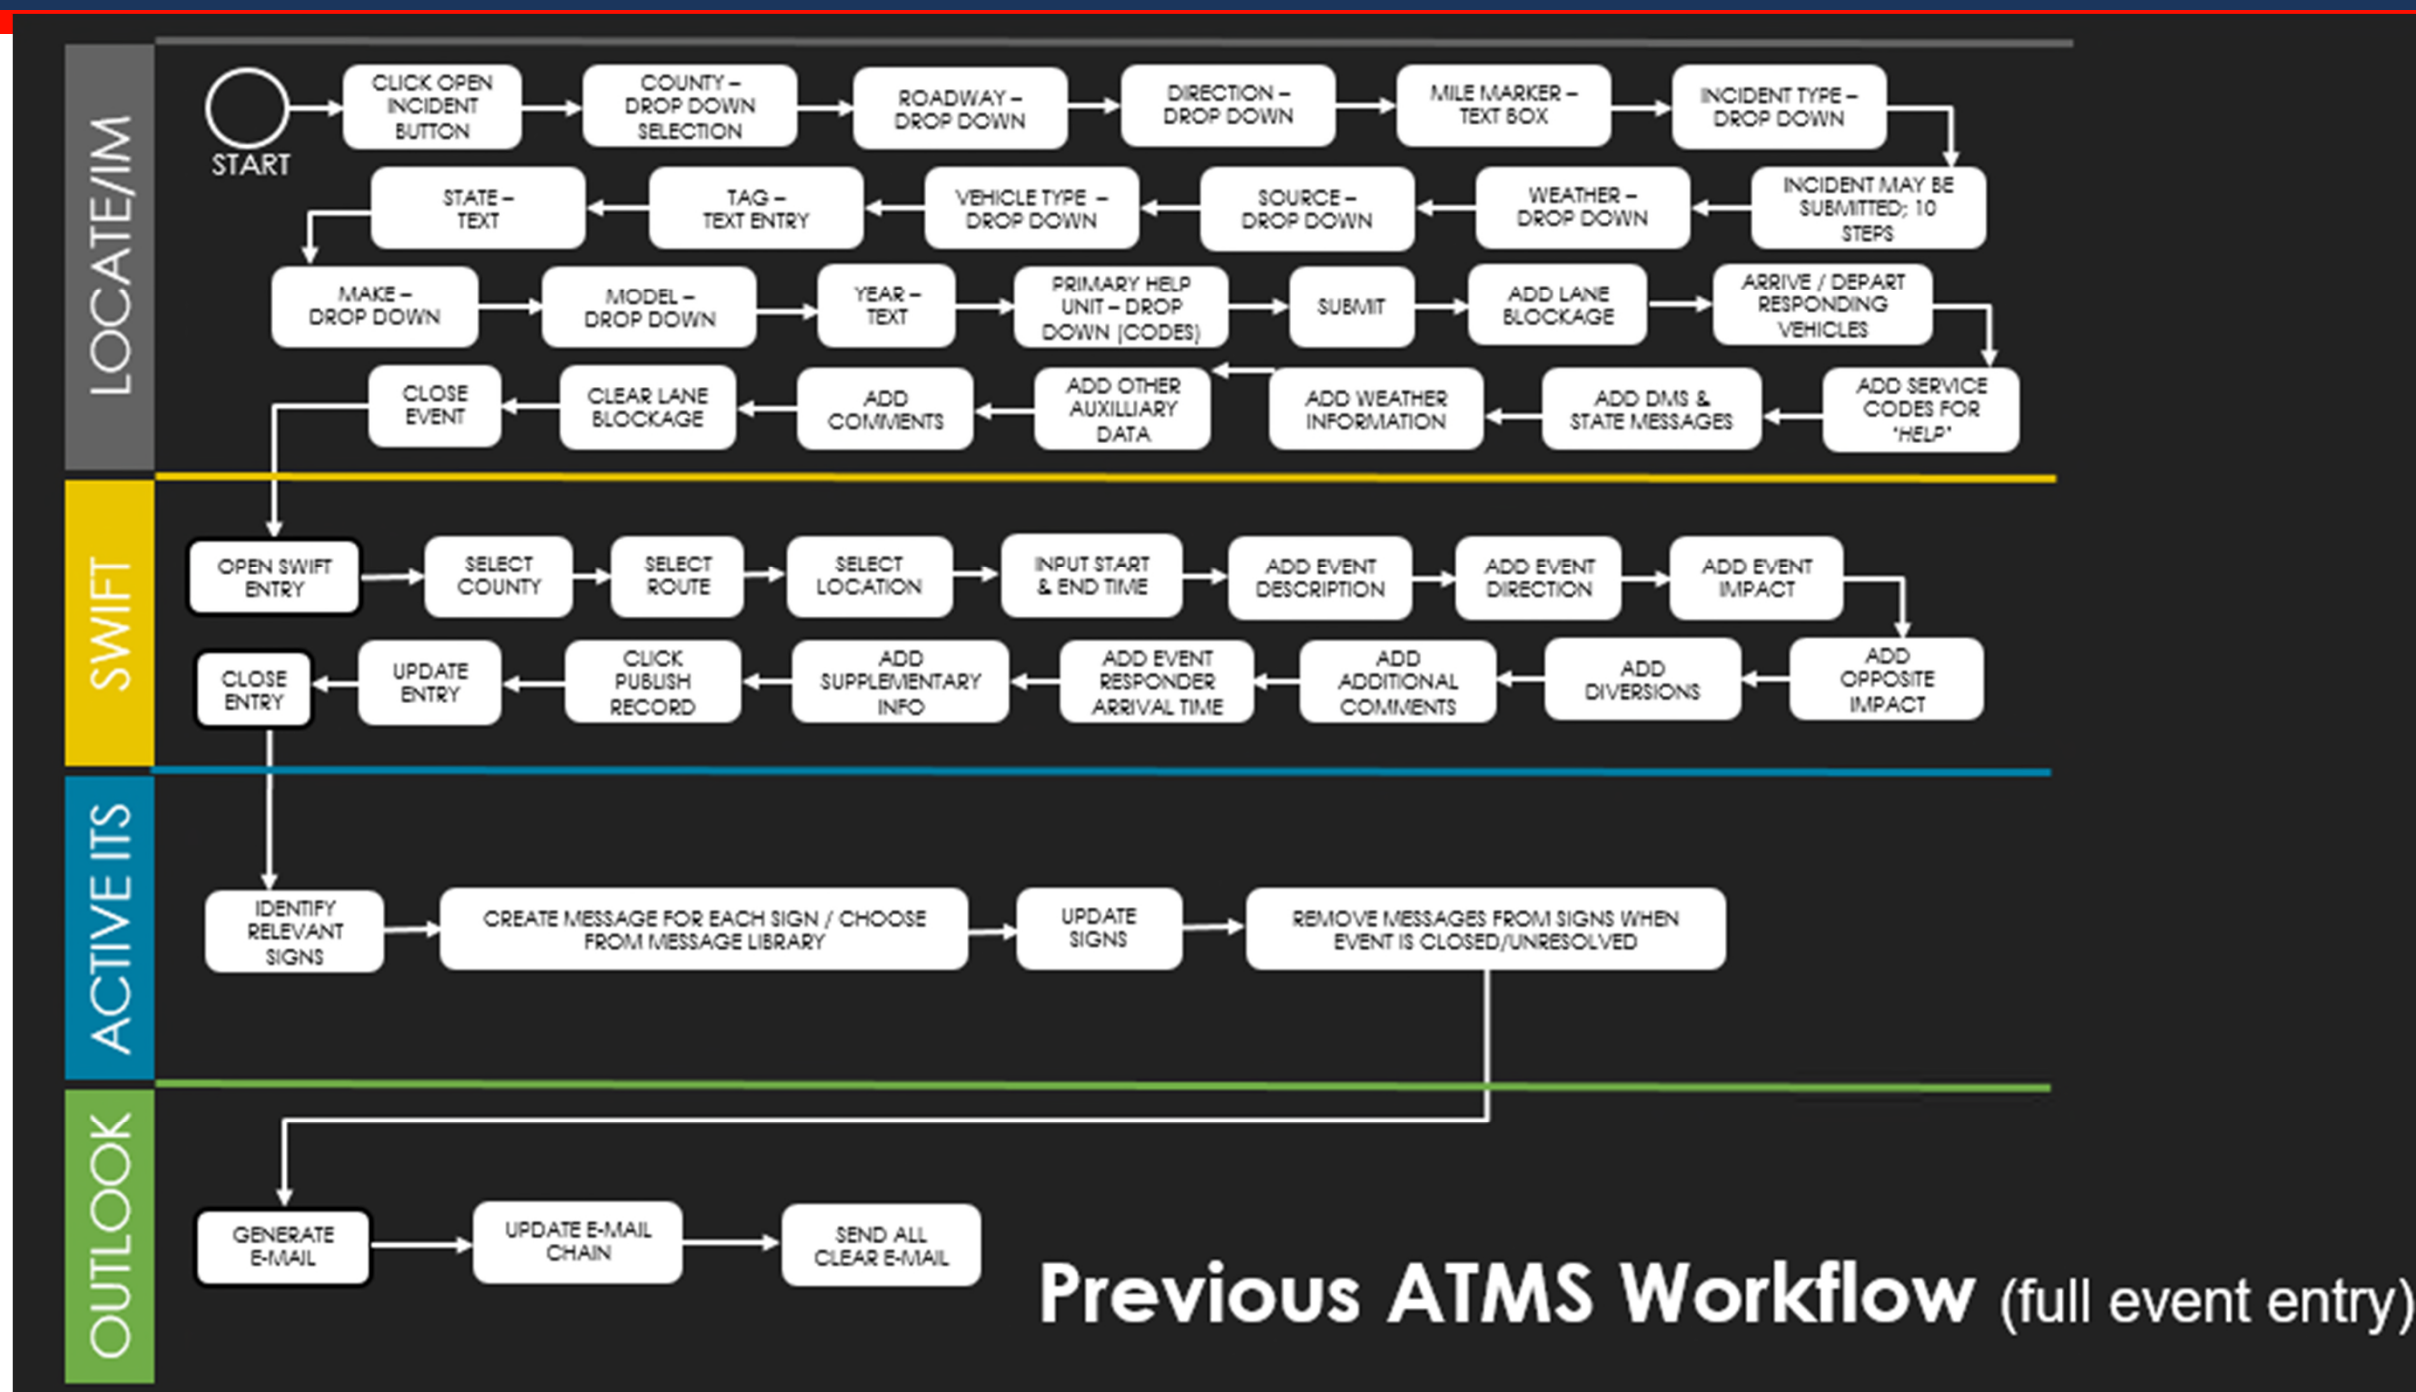 LOCATE/IM
START
CLICK OPEN
INCIDENT
BUTTON
COUNTY –
DROP DOWN
SELECTION
ROADWAY –
DROP DOWN
DIRECTION –
DROP DOWN
MILE MARKER –
TEXT BOX
INCIDENT TYPE –
DROP DOWN
INCIDENT MAY BE
SUBMITTED; 10
STEPS
WEATHER –
DROP DOWN
SOURCE –
DROP DOWN
VEHICLE TYPE –
DROP DOWN
TAG –
TEXT ENTRY
STATE –
TEXT
MAKE –
DROP DOWN
MODEL –
DROP DOWN
YEAR –
TEXT
PRIMARY HELP
UNIT – DROP
DOWN (CODES)
SUBMIT
ADD LANE
BLOCKAGE
ARRIVE / DEPART
RESPONDING
VEHICLES
ADD SERVICE
CODES FOR
"HELP"
ADD DMS &
STATE MESSAGES
ADD WEATHER
INFORMATION
ADD OTHER
AUXILLIARY
DATA
ADD
COMMENTS
CLEAR LANE
BLOCKAGE
CLOSE
EVENT
SWIFT
OPEN SWIFT
ENTRY
SELECT
COUNTY
SELECT
ROUTE
SELECT
LOCATION
INPUT START
& END TIME
ADD EVENT
DESCRIPTION
ADD EVENT
DIRECTION
ADD EVENT
IMPACT
ADD
OPPOSITE
IMPACT
ADD
DIVERSIONS
ADD
ADDITIONAL
COMMENTS
ADD EVENT
RESPONDER
ARRIVAL TIME
ADD
SUPPLEMENTARY
INFO
CLICK
PUBLISH
RECORD
UPDATE
ENTRY
CLOSE
ENTRY
ACTIVE ITS
IDENTIFY
RELEVANT
SIGNS
CREATE MESSAGE FOR EACH SIGN / CHOOSE
FROM MESSAGE LIBRARY
UPDATE
SIGNS
REMOVE MESSAGES FROM SIGNS WHEN
EVENT IS CLOSED/UNRESOLVED
OUTLOOK
GENERATE
E-MAIL
UPDATE E-MAIL
CHAIN
SEND ALL
CLEAR E-MAIL
Previous ATMS Workflow (full event entry)